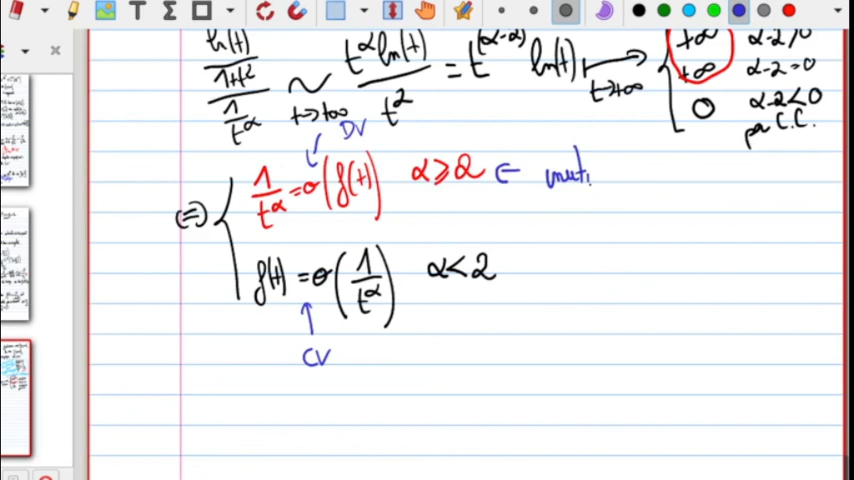 ln(t)/(1+t²) / (1/t^α) ~ t→+∞ t^α ln(t)/t² = t^(α-2) ln(t) ⟼ t→+∞ { +∞ α-2>0
+∞ α-2=0
0 α-2<0
par C.C.
DV
⇔ { 1/t^α = o(f(t)) α≥2 ←
f(t) = o(1/t^α) α<2
CV